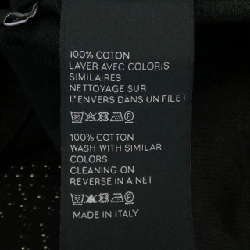 100% COTON
LAVER AVEC COLORIS
SIMILAIRES
NETTOYAGE SUR
L'ENVERS DANS UN FILET
100% COTTON
WASH WITH SIMILAR
COLORS
CLEANING ON
REVERSE IN A NET
MADE IN ITALY